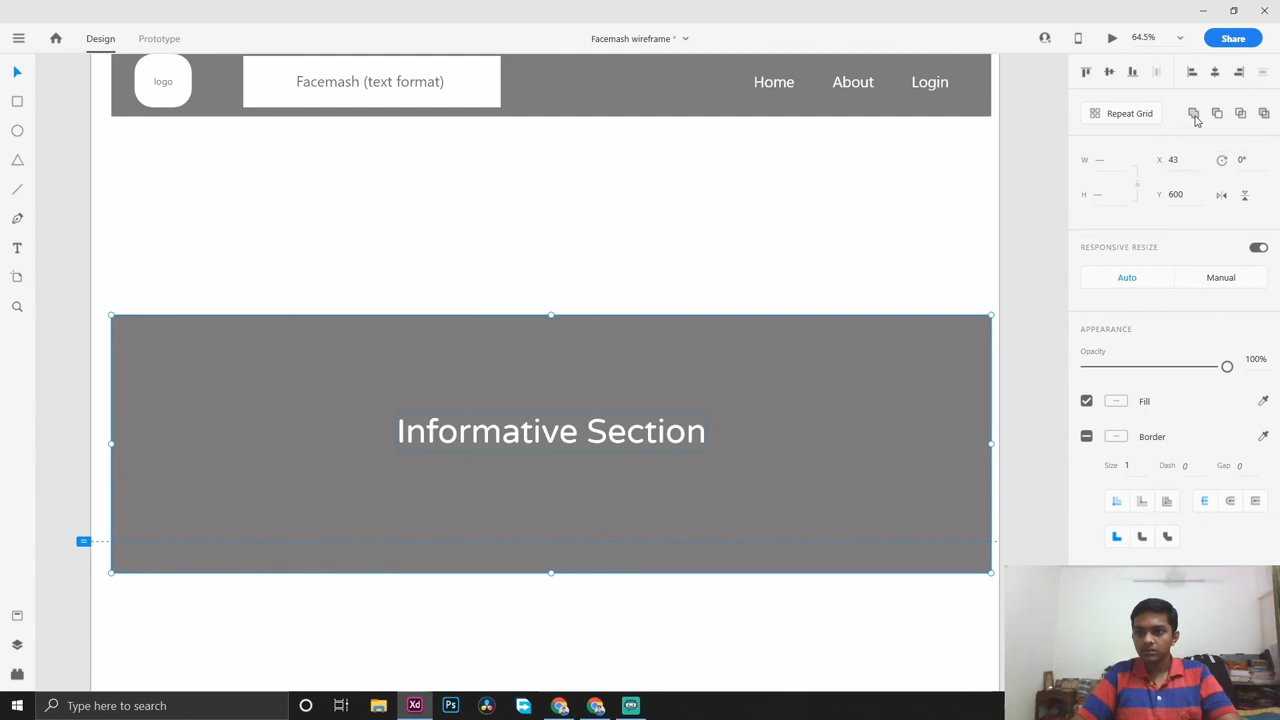 Design
Prototype
Facemash wireframe *
64.5%
Share
logo
Facemash (text format)
Home
About
Login
Repeat Grid
W
X
43
0°
H
Y
600
RESPONSIVE RESIZE
Auto
Manual
APPEARANCE
Opacity
100%
Fill
Border
Size
1
Dash
0
Gap
0
Informative Section
Xd
Ps
Type here to search